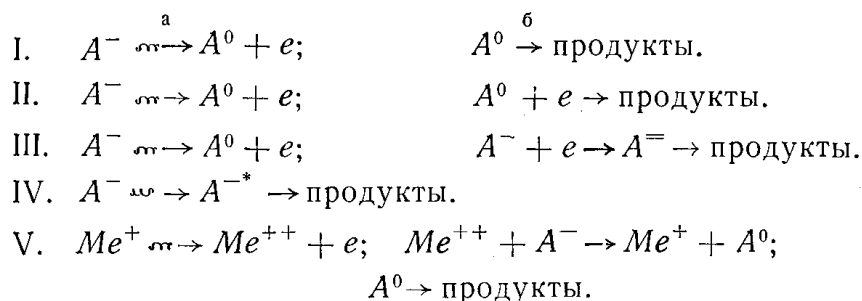 а б
I. A⁻ ⇝ A⁰ + e; A⁰ → продукты.
II. A⁻ ⇝ A⁰ + e; A⁰ + e → продукты.
III. A⁻ ⇝ A⁰ + e; A⁻ + e → A⁼ → продукты.
IV. A⁻ ⇝ A⁻* → продукты.
V. Me⁺ ⇝ Me⁺⁺ + e; Me⁺⁺ + A⁻ → Me⁺ + A⁰;
A⁰ → продукты.